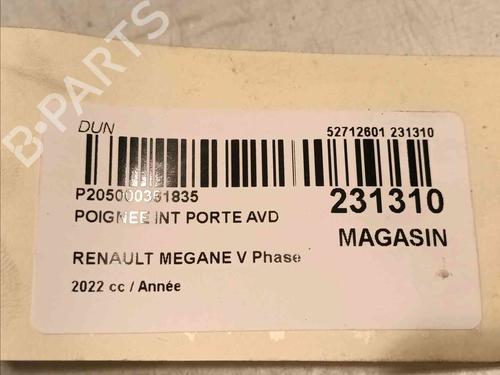 DUN
52712601 231310
P205000351835
231310
POIGNEE INT PORTE AVD
MAGASIN
RENAULT MEGANE V Phase
2022 cc / Année
B-PARTS